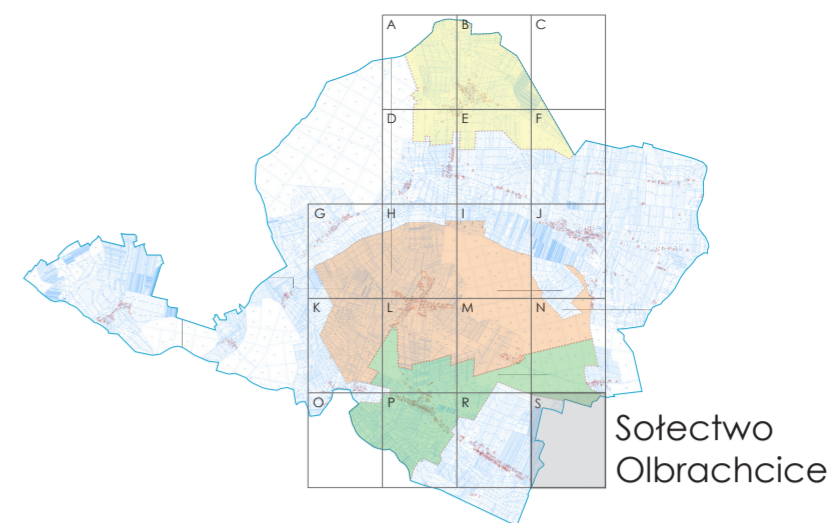 A B C
D E F
G H I J
K L M N
O P R S
Sołectwo
Olbrachcice